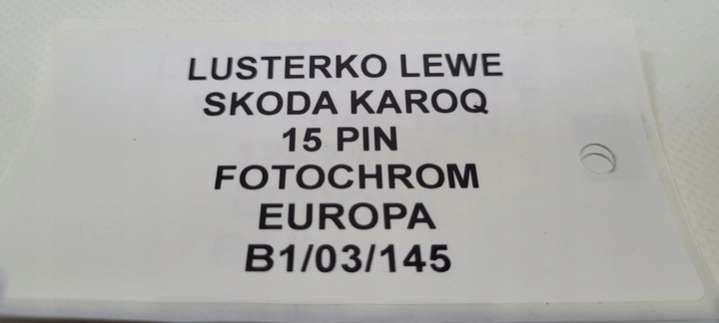 LUSTERKO LEWE
SKODA KAROQ
15 PIN
FOTOCHROM
EUROPA
B1/03/145